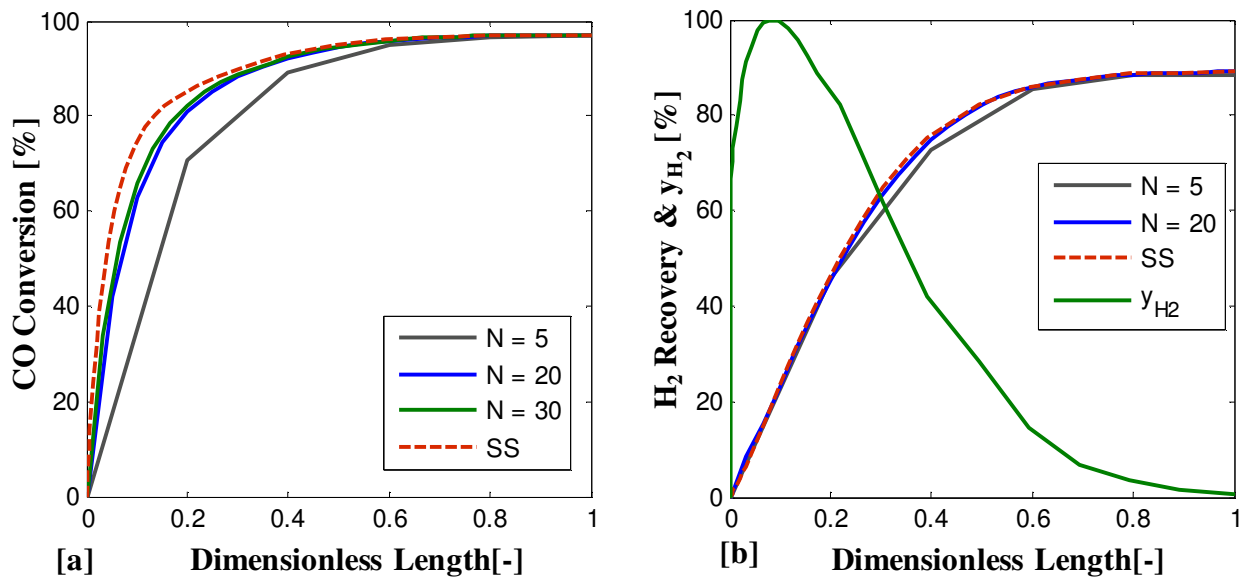 100
80
60
40
20
0
CO Conversion [%]
N = 5
N = 20
N = 30
SS
0 0.2 0.4 0.6 0.8 1
[a] Dimensionless Length[-]
100
80
60
40
20
0
H2 Recovery & yH2 [%]
N = 5
N = 20
SS
yH2
0 0.2 0.4 0.6 0.8 1
[b] Dimensionless Length[-]